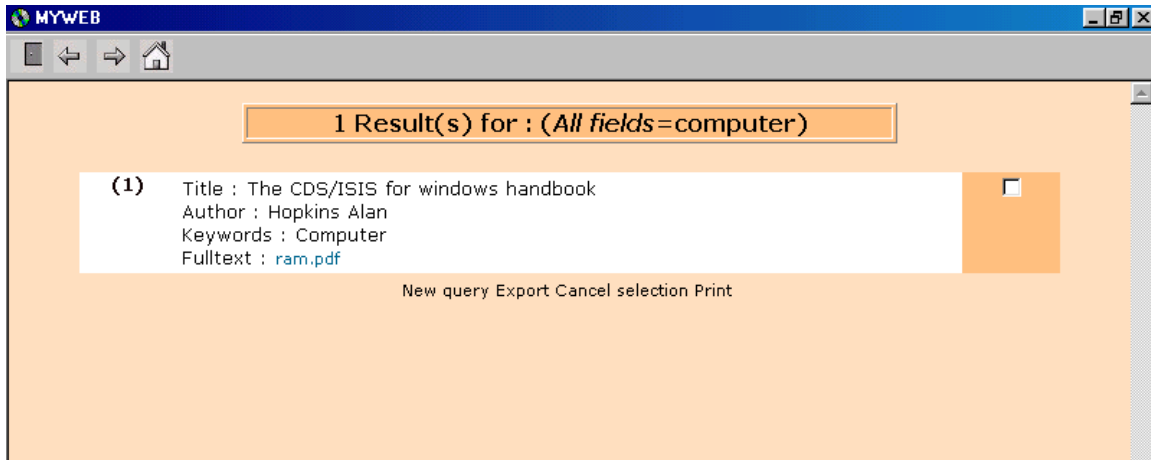 MYWEB
1 Result(s) for : (All fields=computer)
(1) Title : The CDS/ISIS for windows handbook
Author : Hopkins Alan
Keywords : Computer
Fulltext : ram.pdf
New query Export Cancel selection Print